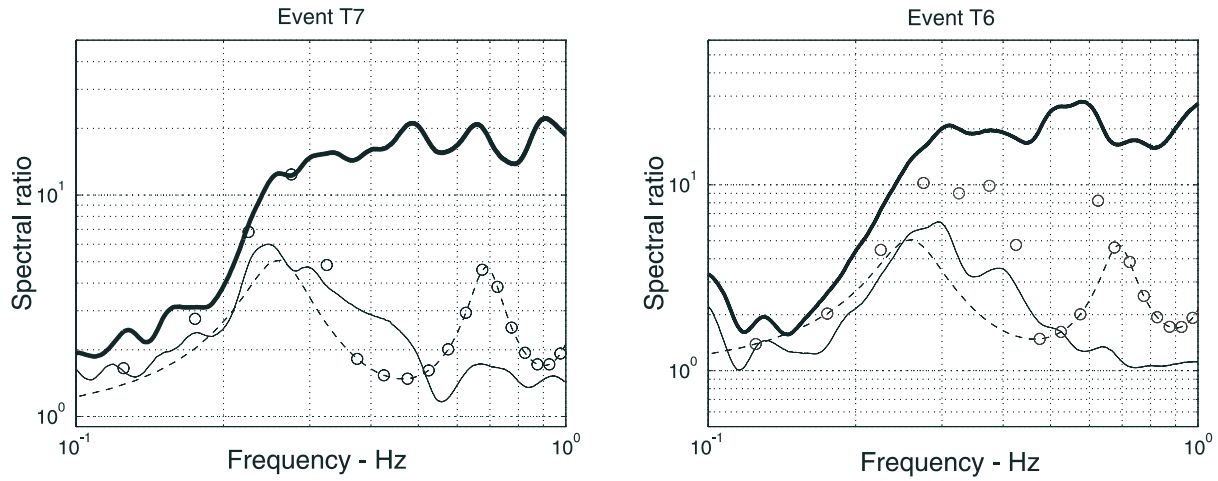 Event T7
Spectral ratio
10^1
10^0
10^-1
10^0
Frequency - Hz
Event T6
Spectral ratio
10^1
10^0
10^-1
10^0
Frequency - Hz